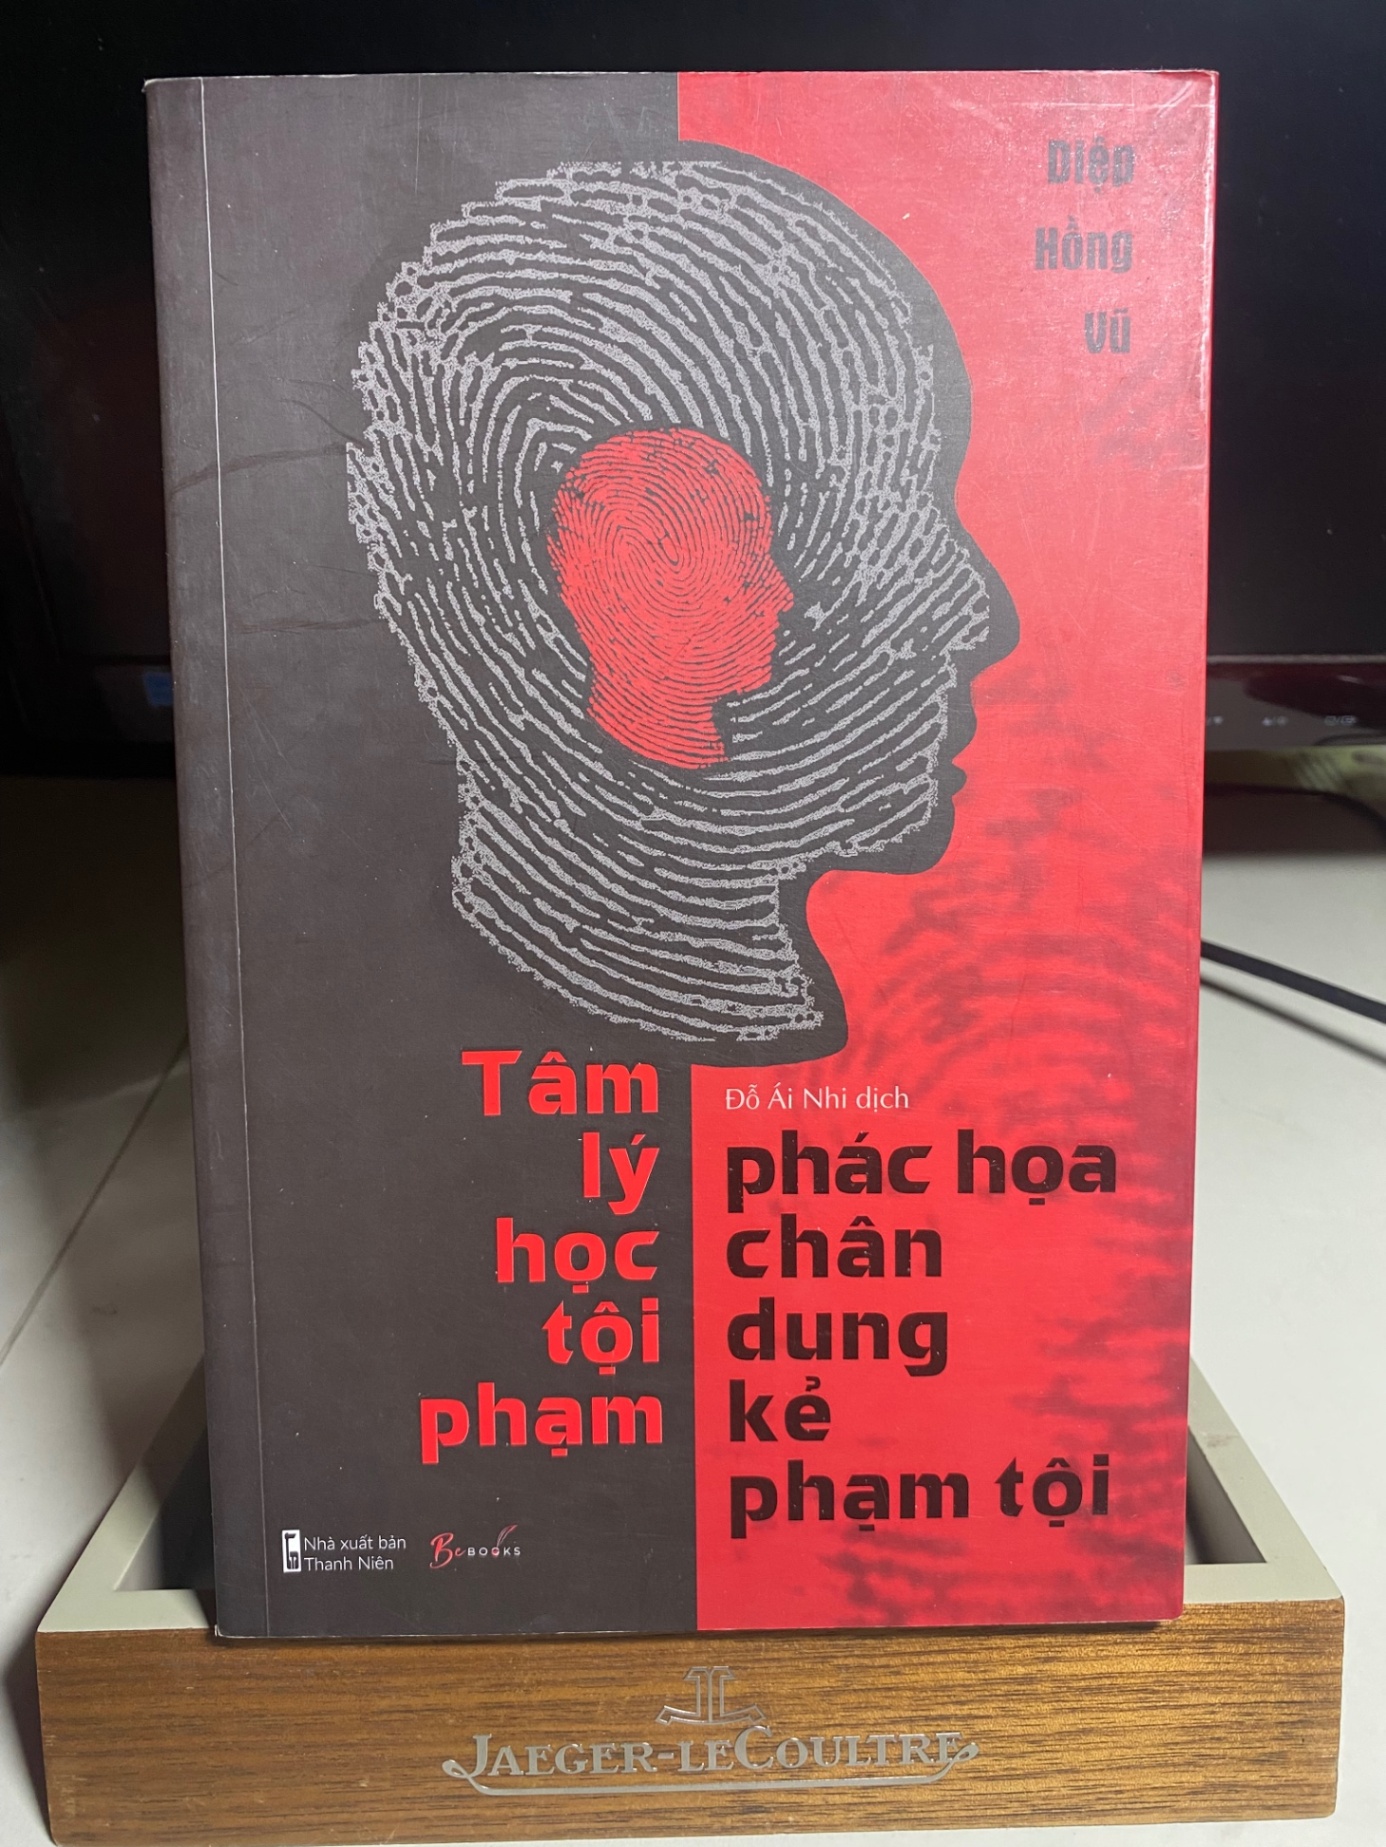 Diệp
Hồng
Vũ
Tâm
lý
học
tội
phạm
Đỗ Ái Nhi dịch
phác họa
chân
dung
kẻ
phạm tội
Nhà xuất bản
Thanh Niên
BeBOOKS
JAEGER-LECOULTRE